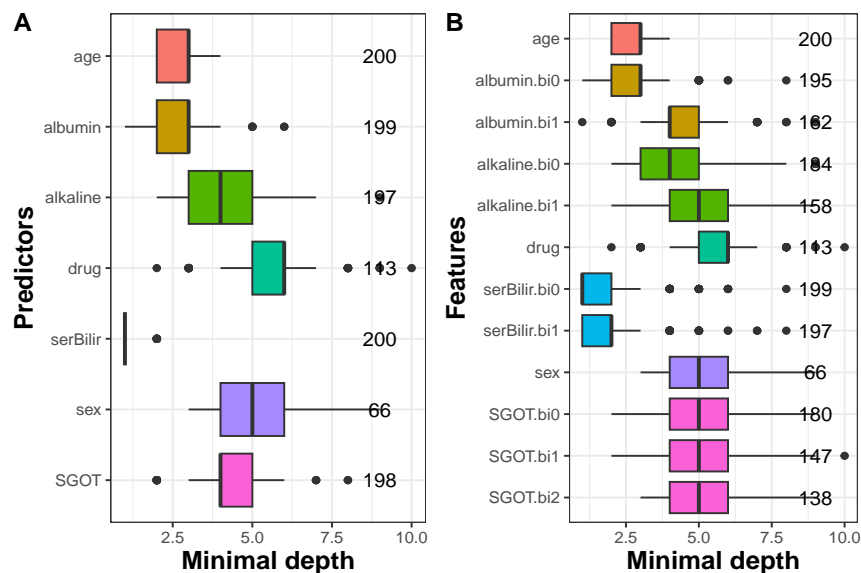 A
Predictors
age 200
albumin 199
alkaline 197
drug 113
serBilir 200
sex 66
SGOT 198
2.5 5.0 7.5 10.0
Minimal depth
B
Features
age 200
albumin.bi0 195
albumin.bi1 162
alkaline.bi0 184
alkaline.bi1 158
drug 113
serBilir.bi0 199
serBilir.bi1 197
sex 66
SGOT.bi0 180
SGOT.bi1 147
SGOT.bi2 138
2.5 5.0 7.5 10.0
Minimal depth